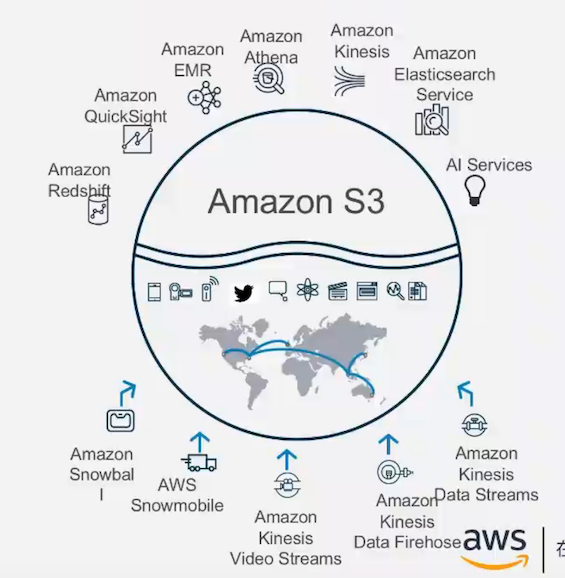 Amazon
Kinesis
Amazon
Athena
Amazon
EMR
Amazon
Elasticsearch
Service
Amazon
QuickSight
AI Services
Amazon
Redshift
Amazon S3
Amazon
Snowbal
l
AWS
Snowmobile
Amazon
Kinesis
Video Streams
Amazon
Kinesis
Data Firehose
Amazon
Kinesis
Data Streams
aws